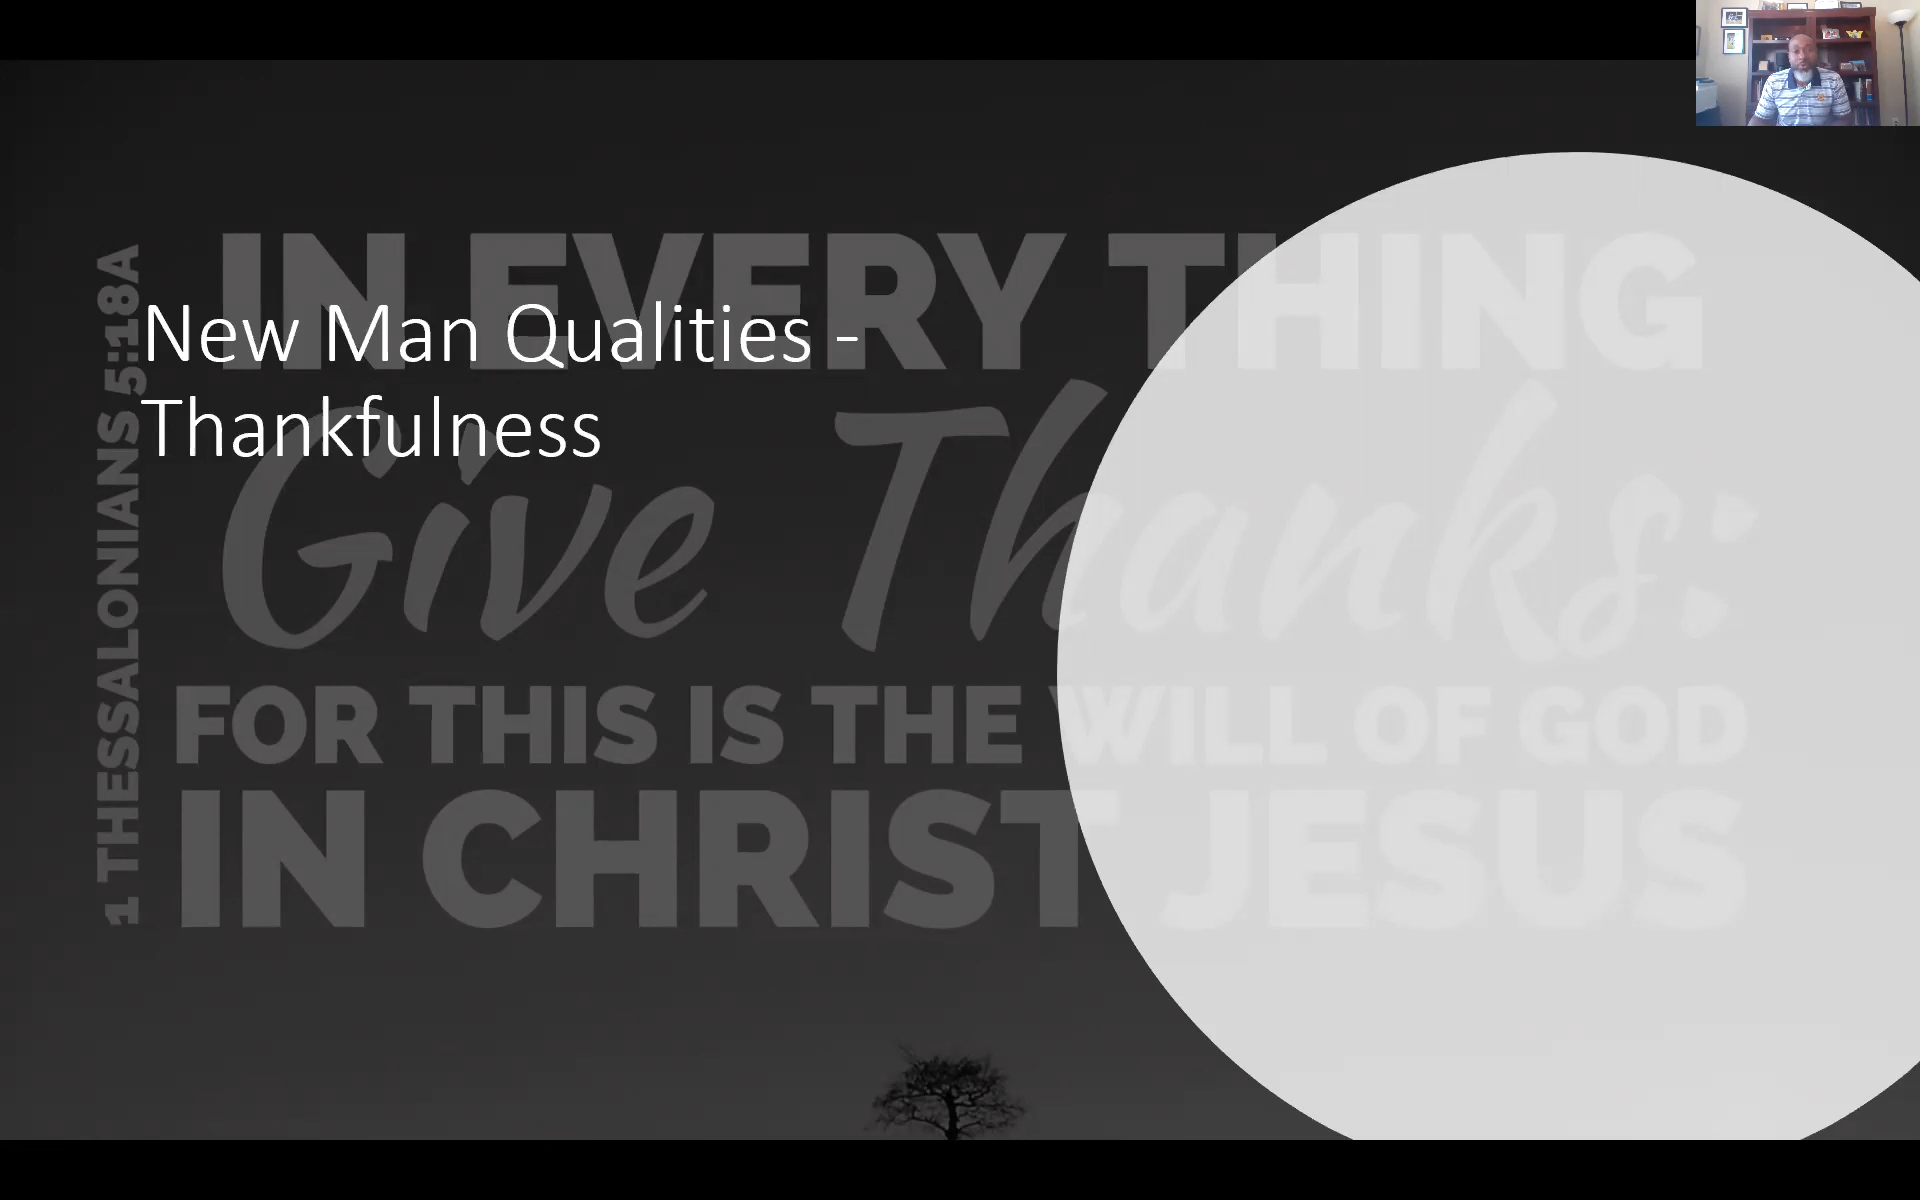 New Man Qualities -
Thankfulness
1 THESSALONIANS 5:18A
IN EVERY THING
Give Thanks:
FOR THIS IS THE WILL OF GOD
IN CHRIST JESUS